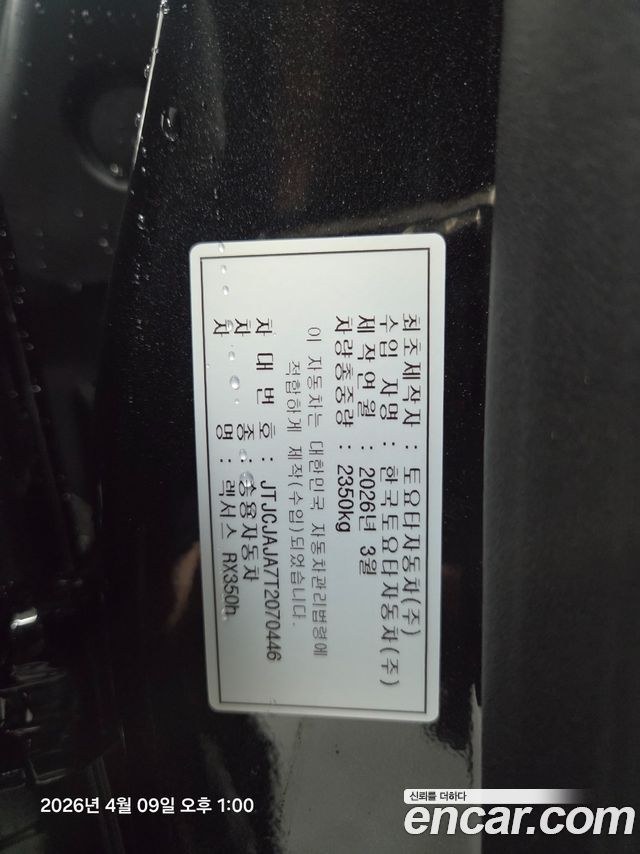 최초제작자 : 토요타자동차(주)
수입 자명 : 한국토요타자동차(주)
제작연월 : 2026년 3월
차량총중량 : 2350kg
이 자동차는 대한민국 자동차관리법령에
적합하게 제작(수입)되었습니다.
차대번호 : JTJCJAJA7T2070446
차 종 : 승용자동차
차 명 : 렉서스 RX350h
2026년 4월 09일 오후 1:00
신뢰를 더하다
encar.com